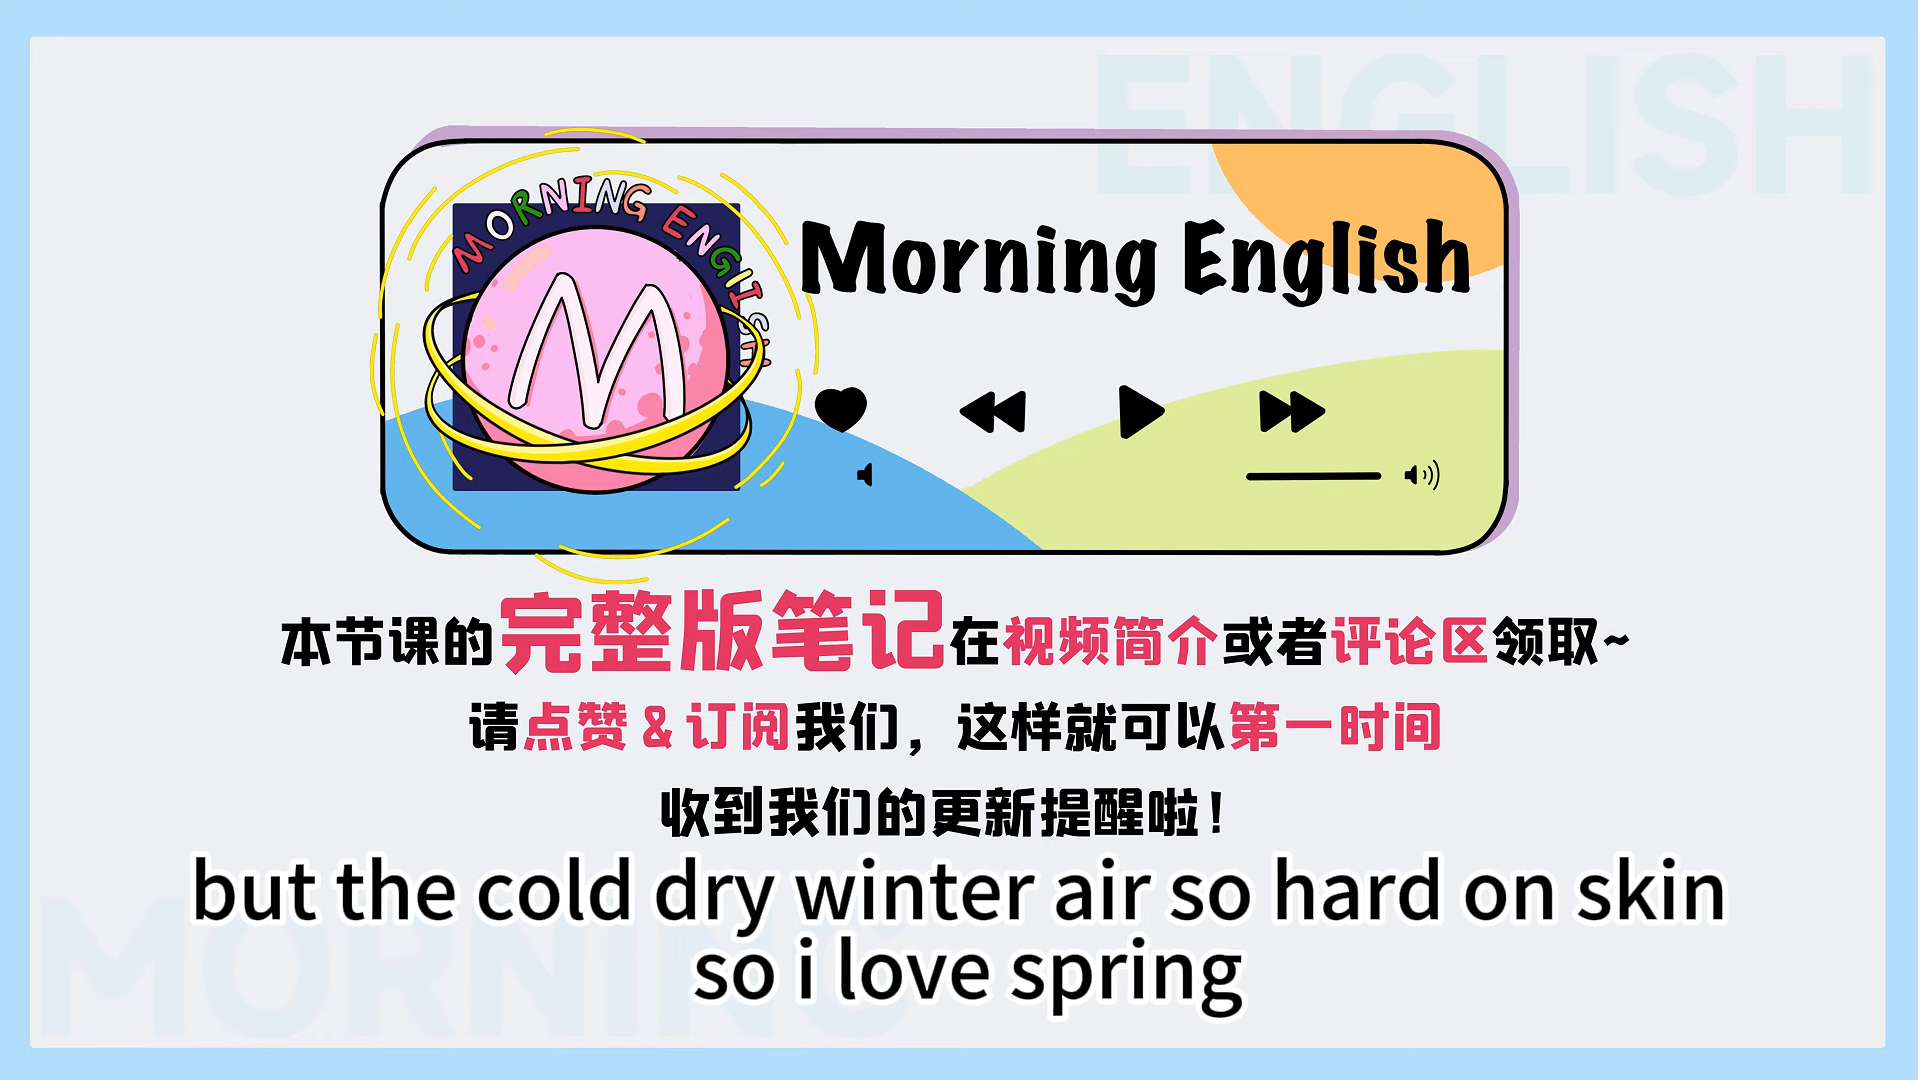 ENGLISH
MORNING ENGLISH
M
Morning English
本节课的完整版笔记在视频简介或者评论区领取~
请点赞&订阅我们，这样就可以第一时间
收到我们的更新提醒啦！
but the cold dry winter air so hard on skin
so i love spring
MORNING